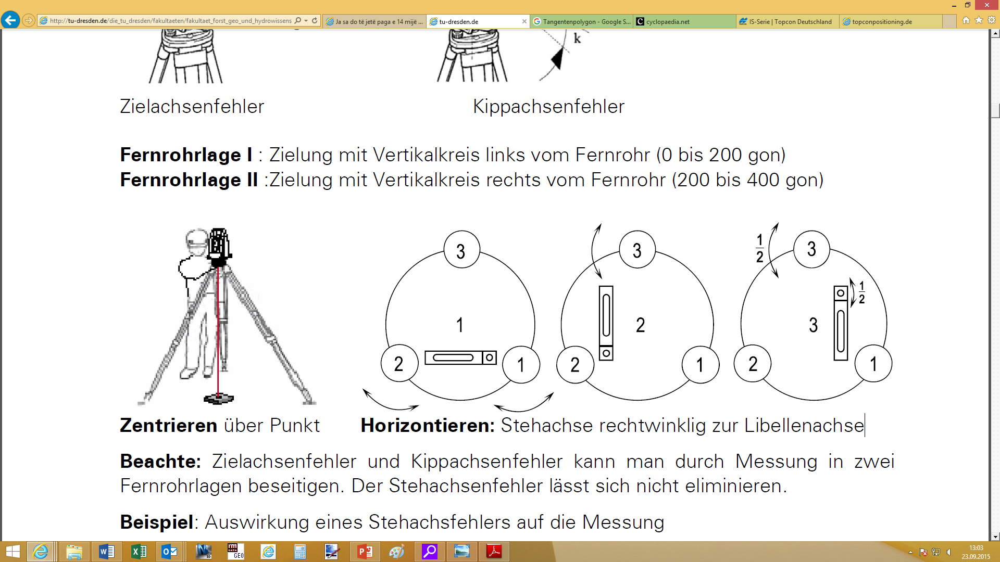 http://tu-dresden.de/die_tu_dresden/fakultaeten/fakultaet_forst_geo_und_hydrowissens
Ja sa do të jetë paga e 14 mijë ...
tu-dresden.de
Tangentenpolygon - Google S...
cyclopaedia.net
IS-Serie | Topcon Deutschland
topconpositioning.de
k
Zielachsenfehler Kippachsenfehler
Fernrohrlage I : Zielung mit Vertikalkreis links vom Fernrohr (0 bis 200 gon)
Fernrohrlage II :Zielung mit Vertikalkreis rechts vom Fernrohr (200 bis 400 gon)
3 3 1/2 3
1/2
1 2 3
2 1 2 1 2 1
Zentrieren über Punkt Horizontieren: Stehachse rechtwinklig zur Libellenachse
Beachte: Zielachsenfehler und Kippachsenfehler kann man durch Messung in zwei
Fernrohrlagen beseitigen. Der Stehachsenfehler lässt sich nicht eliminieren.
Beispiel: Auswirkung eines Stehachsfehlers auf die Messung
3D
rm
DATA
GEO
13:03
23.09.2015